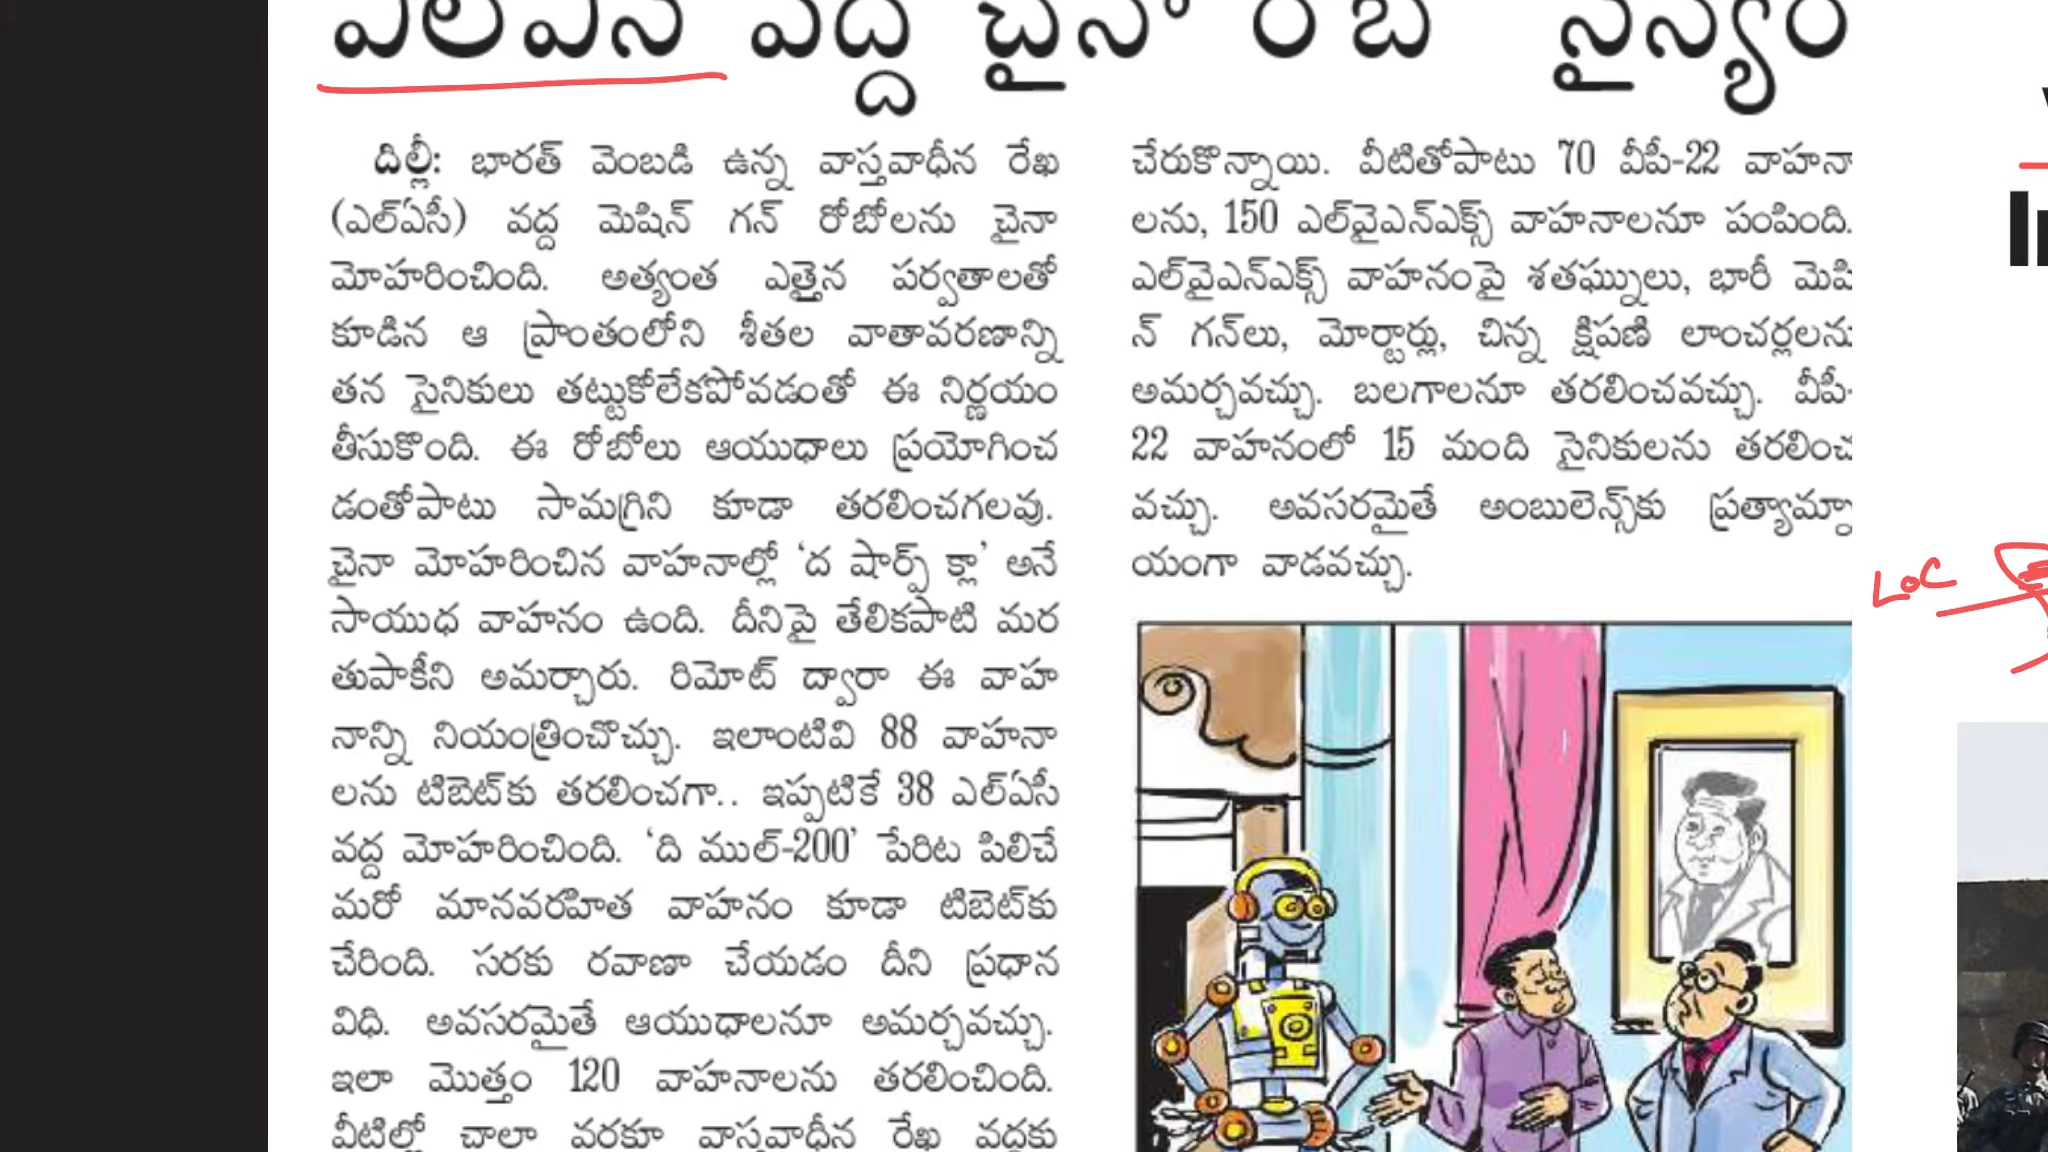 వద్ద చైనా సైన్యం
దిల్లీ: భారత్ వెంబడి ఉన్న వాస్తవాధీన రేఖ
(ఎల్ఏసీ) వద్ద మెషిన్ గన్ రోబోలను చైనా
మోహరించింది. అత్యంత ఎత్తైన పర్వతాలతో
కూడిన ఆ ప్రాంతంలోని శీతల వాతావరణాన్ని
తన సైనికులు తట్టుకోలేకపోవడంతో ఈ నిర్ణయం
తీసుకొంది. ఈ రోబోలు ఆయుధాలు ప్రయోగించ
డంతోపాటు సామగ్రిని కూడా తరలించగలవు.
చైనా మోహరించిన వాహనాల్లో ‘ద షార్ప్ క్లా’ అనే
సాయుధ వాహనం ఉంది. దీనిపై తేలికపాటి మర
తుపాకీని అమర్చారు. రిమోట్ ద్వారా ఈ వాహ
నాన్ని నియంత్రించొచ్చు. ఇలాంటివి 88 వాహనా
లను టిబెట్‌కు తరలించగా.. ఇప్పటికే 38 ఎల్ఏసీ
వద్ద మోహరించింది. ‘ది ముల్-200’ పేరిట పిలిచే
మరో మానవరహిత వాహనం కూడా టిబెట్‌కు
చేరింది. సరకు రవాణా చేయడం దీని ప్రధాన
విధి. అవసరమైతే ఆయుధాలనూ అమర్చవచ్చు.
ఇలా మొత్తం 120 వాహనాలను తరలించింది.
వీటిల్లో చాలా వరకూ వాస్తవాధీన రేఖ వద్దకు
చేరుకొన్నాయి. వీటితోపాటు 70 వీపీ-22 వాహనా
లను, 150 ఎల్‌వైఎన్ఎక్స్ వాహనాలనూ పంపింది.
ఎల్‌వైఎన్ఎక్స్ వాహనంపై శతఘ్నులు, భారీ మెషి
న్ గన్‌లు, మోర్టార్లు, చిన్న క్షిపణి లాంచర్లలను
అమర్చవచ్చు. బలగాలనూ తరలించవచ్చు. వీపీ-
22 వాహనంలో 15 మంది సైనికులను తరలించ
వచ్చు. అవసరమైతే అంబులెన్స్‌కు ప్రత్యామ్నా
యంగా వాడవచ్చు.
LOC